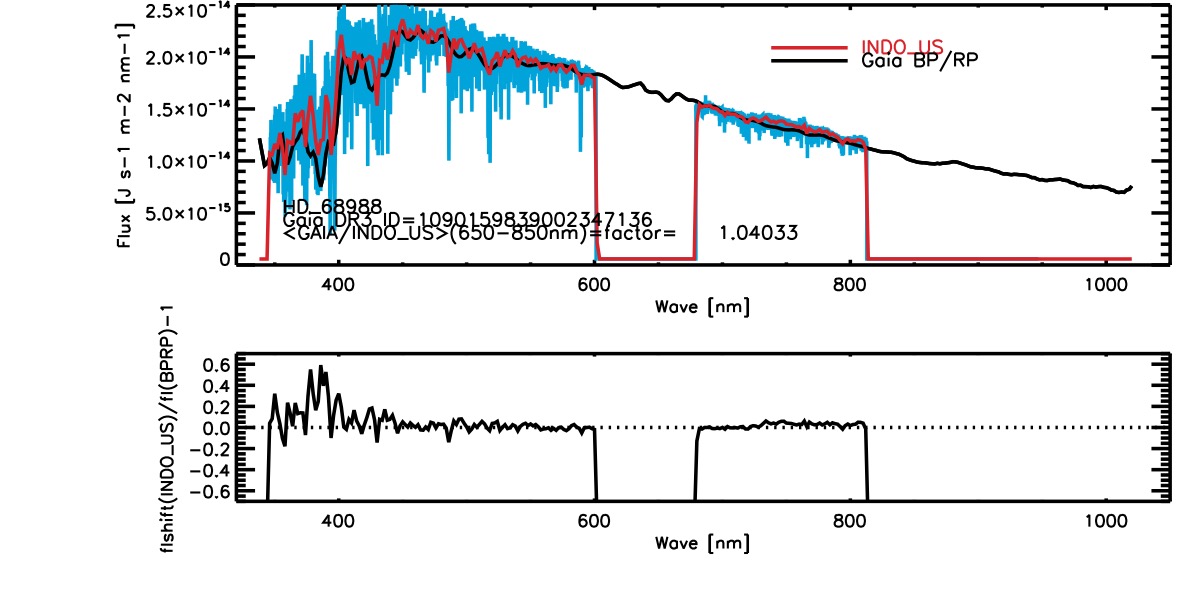 2.5×10⁻¹⁴
2.0×10⁻¹⁴
1.5×10⁻¹⁴
1.0×10⁻¹⁴
5.0×10⁻¹⁵
0
Flux [J s−1 m−2 nm−1]
INDO_US
Gaia BP/RP
HD_68988
Gaia DR3 ID=1090159839002347136
<GAIA/INDO_US>(650−850nm)=factor= 1.04033
400 600 800 1000
Wave [nm]
flshift(INDO_US)/fl(BPRP)−1
0.6
0.4
0.2
0.0
−0.2
−0.4
−0.6
400 600 800 1000
Wave [nm]